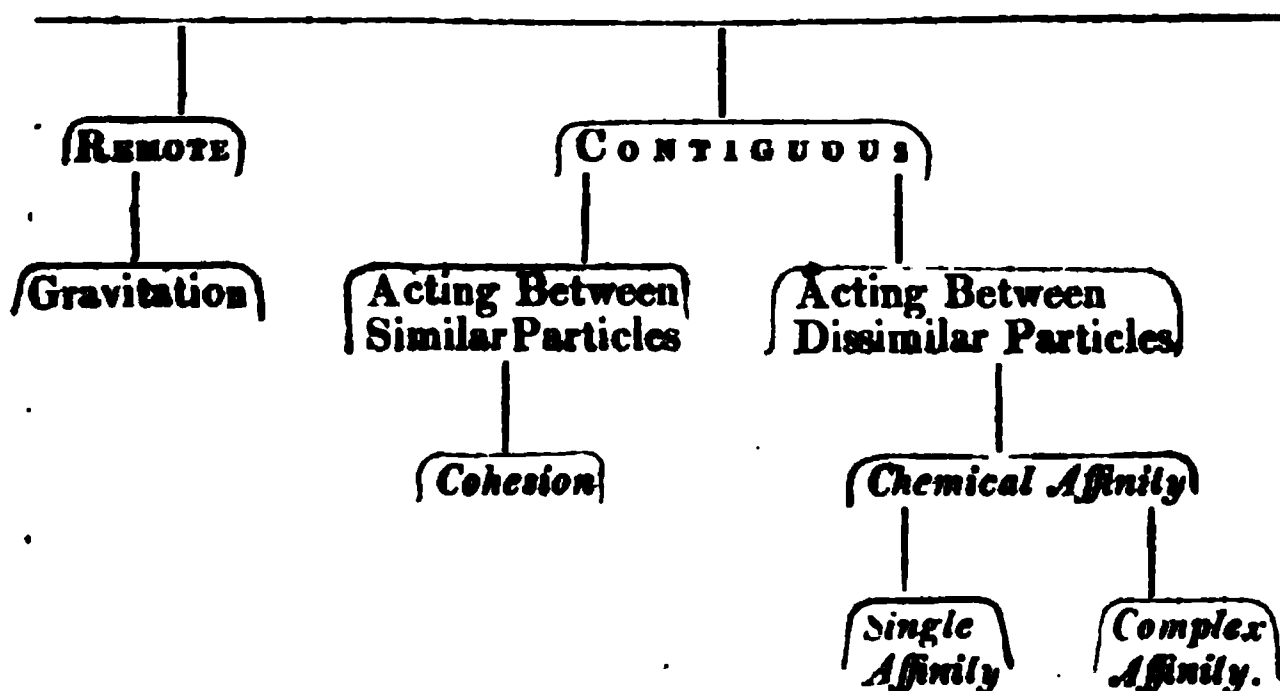 REMOTE
CONTIGUOUS
Gravitation
Acting Between
Similar Particles
Acting Between
Dissimilar Particles
Cohesion
Chemical Affinity
Single
Affinity
Complex
Affinity.